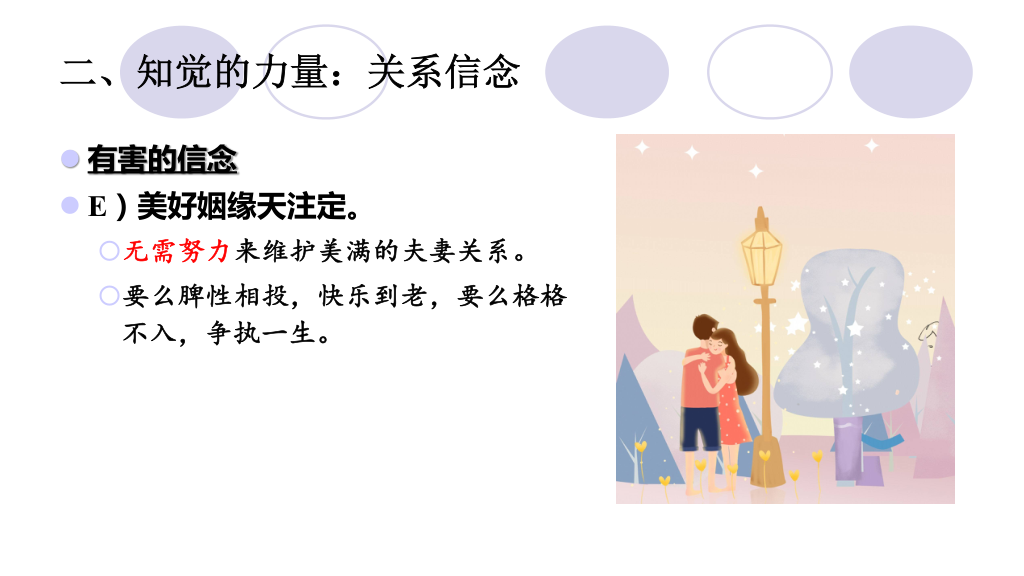 二、知觉的力量：关系信念
有害的信念
E）美好姻缘天注定。
无需努力来维护美满的夫妻关系。
要么脾性相投，快乐到老，要么格格
不入，争执一生。